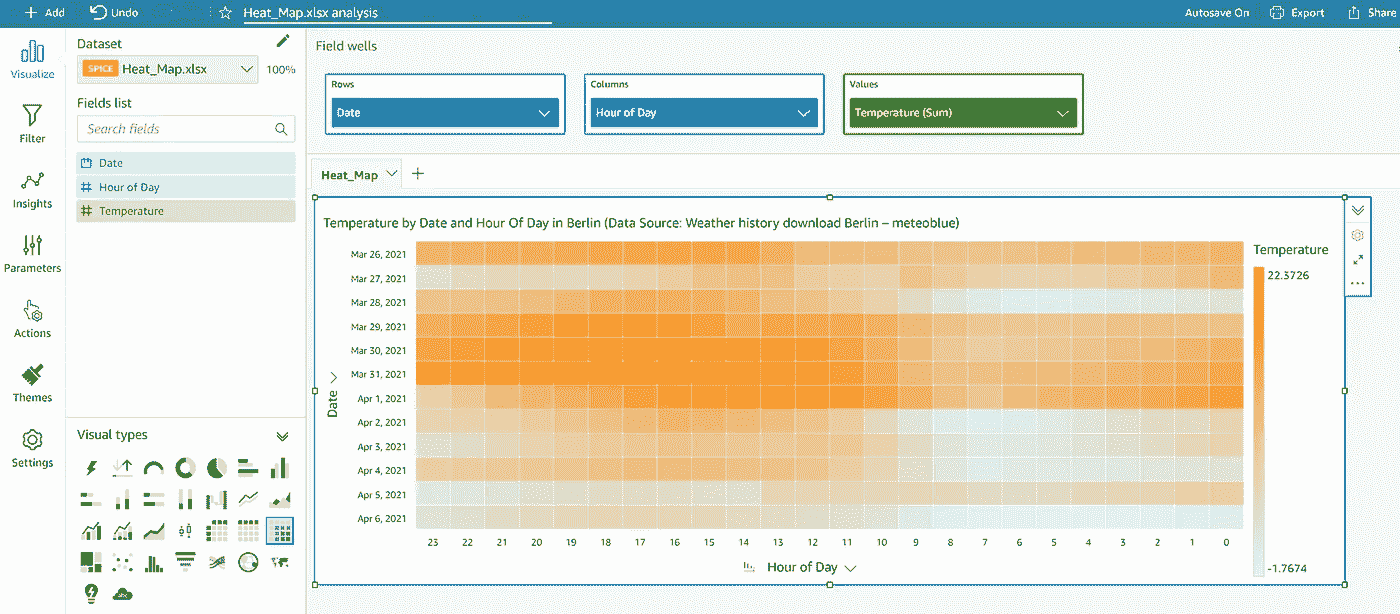 Add Undo Heat_Map.xlsx analysis Autosave On Export Share
Visualize
Filter
Insights
Parameters
Actions
Themes
Settings
Dataset
SPICE Heat_Map.xlsx 100%
Fields list
Search fields
Date
Hour of Day
Temperature
Visual types
Field wells
Rows
Date
Columns
Hour of Day
Values
Temperature (Sum)
Heat_Map
Temperature by Date and Hour Of Day in Berlin (Data Source: Weather history download Berlin – meteoblue)
Date
Mar 26, 2021
Mar 27, 2021
Mar 28, 2021
Mar 29, 2021
Mar 30, 2021
Mar 31, 2021
Apr 1, 2021
Apr 2, 2021
Apr 3, 2021
Apr 4, 2021
Apr 5, 2021
Apr 6, 2021
23 22 21 20 19 18 17 16 15 14 13 12 11 10 9 8 7 6 5 4 3 2 1 0
Hour of Day
Temperature
22.3726
-1.7674